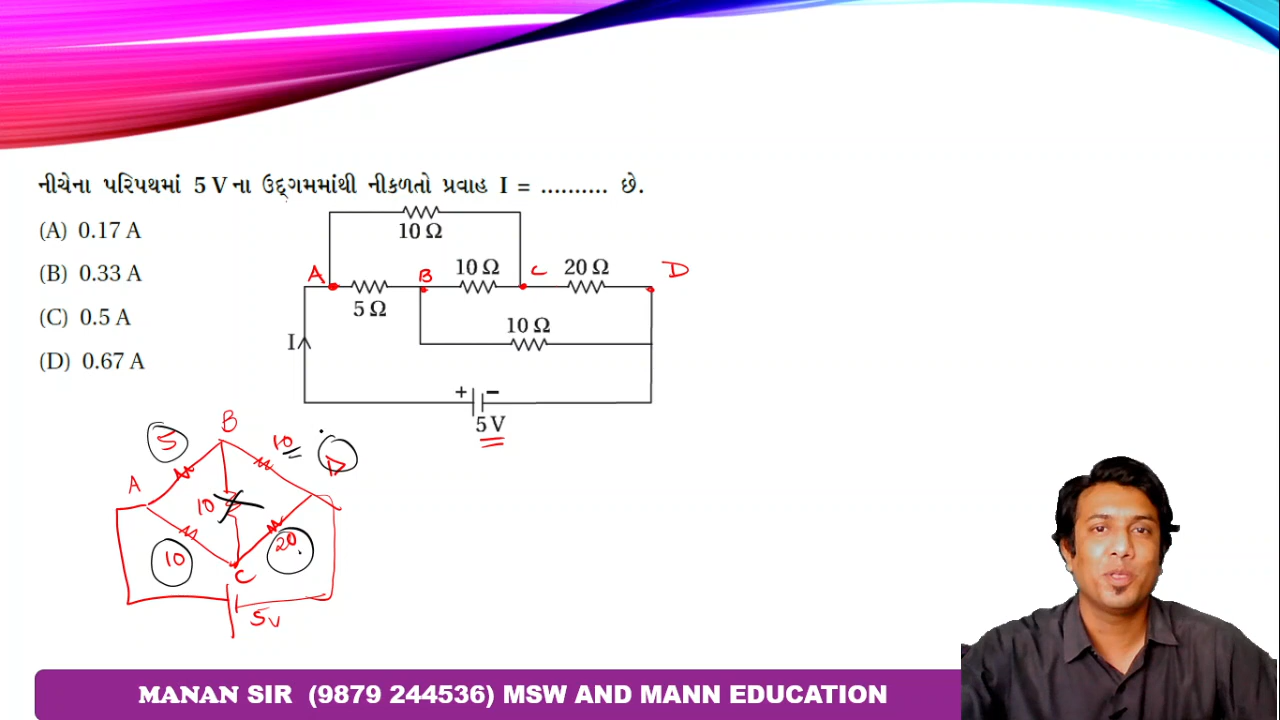 નીચેના પરિપથમાં 5 V ના ઉદ્ગમમાંથી નીકળતો પ્રવાહ I = .......... છે.
(A) 0.17 A
(B) 0.33 A
(C) 0.5 A
(D) 0.67 A
10 Ω
A
B
10 Ω
C
20 Ω
D
5 Ω
10 Ω
I
+ −
5 V
B
5
10
D
A
10
10
20
C
5V
MANAN SIR (9879 244536) MSW AND MANN EDUCATION